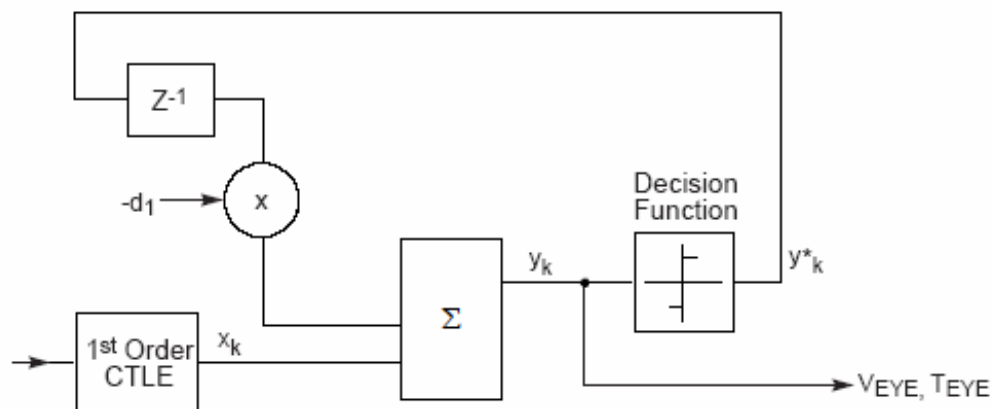 Z-1
-d1
x
Decision
Function
yk
y*k
Σ
1st Order
CTLE
xk
VEYE, TEYE